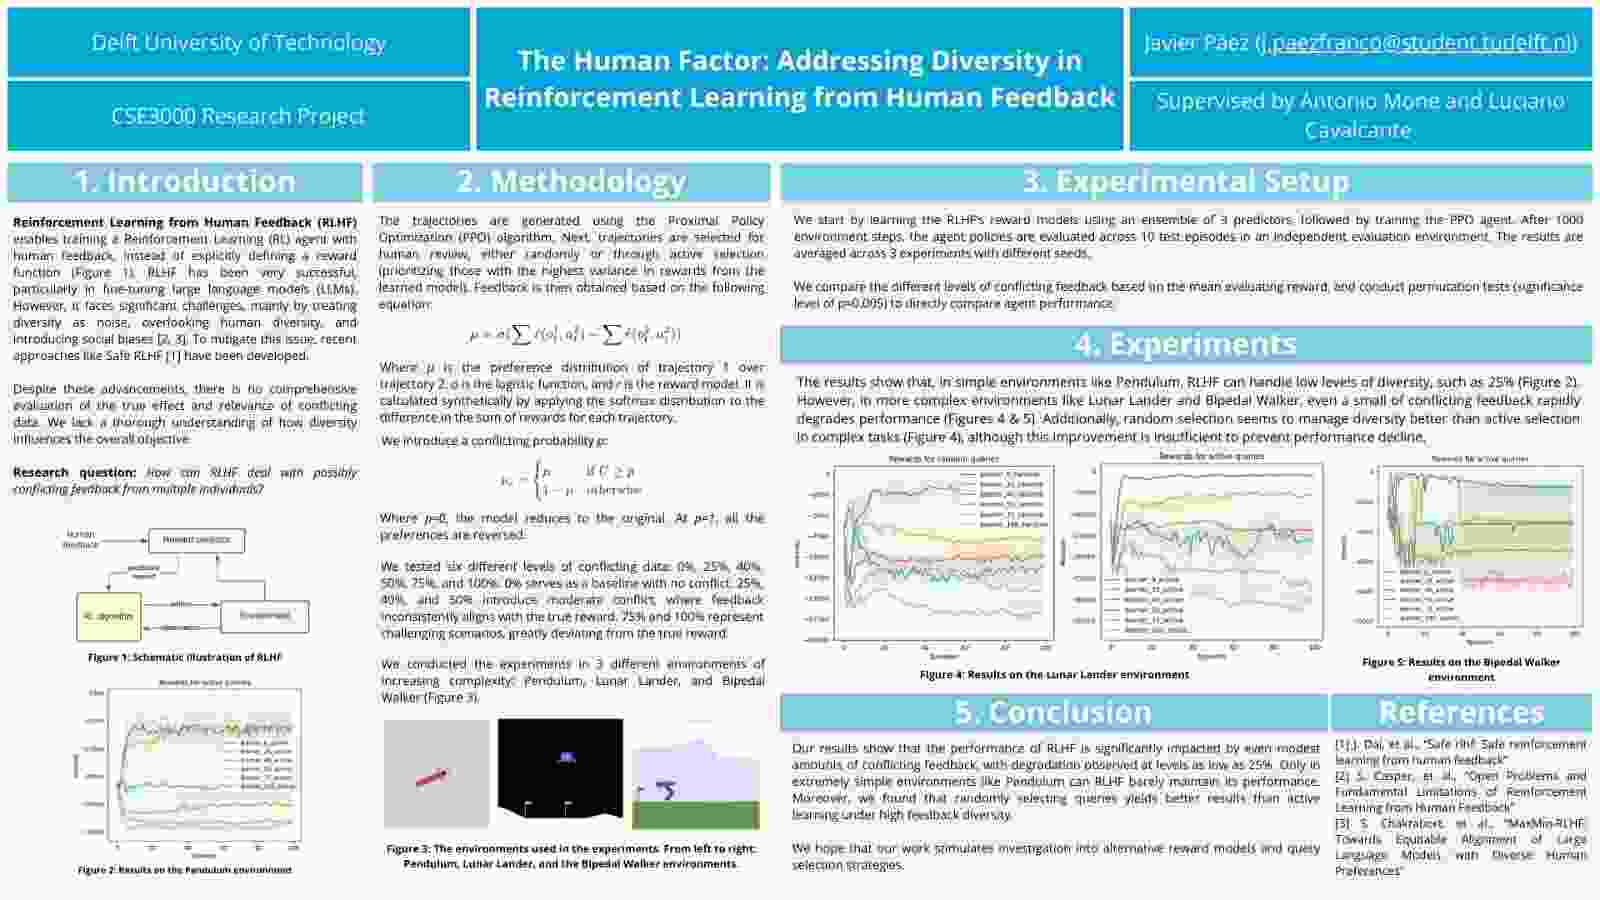 Delft University of Technology
CSE3000 Research Project
The Human Factor: Addressing Diversity in
Reinforcement Learning from Human Feedback
Javier Páez (j.paezfranco@student.tudelft.nl)
Supervised by Antonio Mone and Luciano
Cavalcante
1. Introduction
Reinforcement Learning from Human Feedback (RLHF)
enables training a Reinforcement Learning (RL) agent with
human feedback, instead of explicitly defining a reward
function (Figure 1). RLHF has been very successful,
particularly in fine-tuning large language models (LLMs).
However, it faces significant challenges, mainly by treating
diversity as noise, overlooking human diversity, and
introducing social biases [2, 3]. To mitigate this issue, recent
approaches like Safe RLHF [1] have been developed.
Despite these advancements, there is no comprehensive
evaluation of the true effect and relevance of conflicting
data. We lack a thorough understanding of how diversity
influences the overall objective.
Research question: How can RLHF deal with possibly
conflicting feedback from multiple individuals?
Human
feedback
Reward predictor
predicted
reward
RL algorithm
action
observation
Environment
Figure 1: Schematic illustration of RLHF
Rewards for active queries
Figure 2: Results on the Pendulum environment
2. Methodology
The trajectories are generated using the Proximal Policy
Optimization (PPO) algorithm. Next, trajectories are selected for
human review, either randomly or through active selection
(prioritizing those with the highest variance in rewards from the
learned model). Feedback is then obtained based on the following
equation:
Where μ is the preference distribution of trajectory 1 over
trajectory 2, σ is the logistic function, and r is the reward model. It is
calculated synthetically by applying the softmax distribution to the
difference in the sum of rewards for each trajectory.
We introduce a conflicting probability p:
if U ≥ p
1 − μ otherwise
Where p=0, the model reduces to the original. At p=1, all the
preferences are reversed.
We tested six different levels of conflicting data: 0%, 25%, 40%,
50%, 75%, and 100%. 0% serves as a baseline with no conflict. 25%,
40%, and 50% introduce moderate conflict, where feedback
inconsistently aligns with the true reward. 75% and 100% represent
challenging scenarios, greatly deviating from the true reward.
We conducted the experiments in 3 different environments of
increasing complexity: Pendulum, Lunar Lander, and Bipedal
Walker (Figure 3).
Figure 3: The environments used in the experiments. From left to right:
Pendulum, Lunar Lander, and the Bipedal Walker environments.
3. Experimental Setup
We start by learning the RLHF's reward models using an ensemble of 3 predictors, followed by training the PPO agent. After 1000
environment steps, the agent policies are evaluated across 10 test episodes in an independent evaluation environment. The results are
averaged across 3 experiments with different seeds.
We compare the different levels of conflicting feedback based on the mean evaluating reward, and conduct permutation tests (significance
level of p=0.005) to directly compare agent performance.
4. Experiments
The results show that, in simple environments like Pendulum, RLHF can handle low levels of diversity, such as 25% (Figure 2).
However, in more complex environments like Lunar Lander and Bipedal Walker, even a small of conflicting feedback rapidly
degrades performance (Figures 4 & 5). Additionally, random selection seems to manage diversity better than active selection
in complex tasks (Figure 4), although this improvement is insufficient to prevent performance decline.
Rewards for random queries
Rewards for active queries
Rewards for active queries
Figure 4: Results on the Lunar Lander environment
Figure 5: Results on the Bipedal Walker
environment
5. Conclusion
Our results show that the performance of RLHF is significantly impacted by even modest
amounts of conflicting feedback, with degradation observed at levels as low as 25%. Only in
extremely simple environments like Pendulum can RLHF barely maintain its performance.
Moreover, we found that randomly selecting queries yields better results than active
learning under high feedback diversity.
We hope that our work stimulates investigation into alternative reward models and query
selection strategies.
References
[1] J. Dai, et al., "Safe rlhf: Safe reinforcement
learning from human feedback"
[2] S. Casper, et al., "Open Problems and
Fundamental Limitations of Reinforcement
Learning from Human Feedback"
[3] S. Chakraborty, et al., "MaxMin-RLHF:
Towards Equitable Alignment of Large
Language Models with Diverse Human
Preferences"